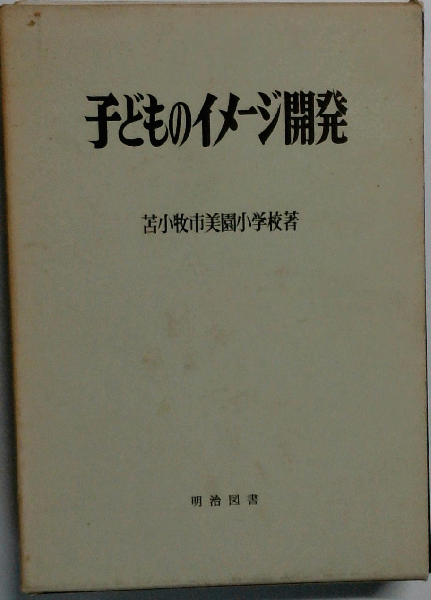 子どものイメージ開発
苫小牧市美園小学校著
明治図書